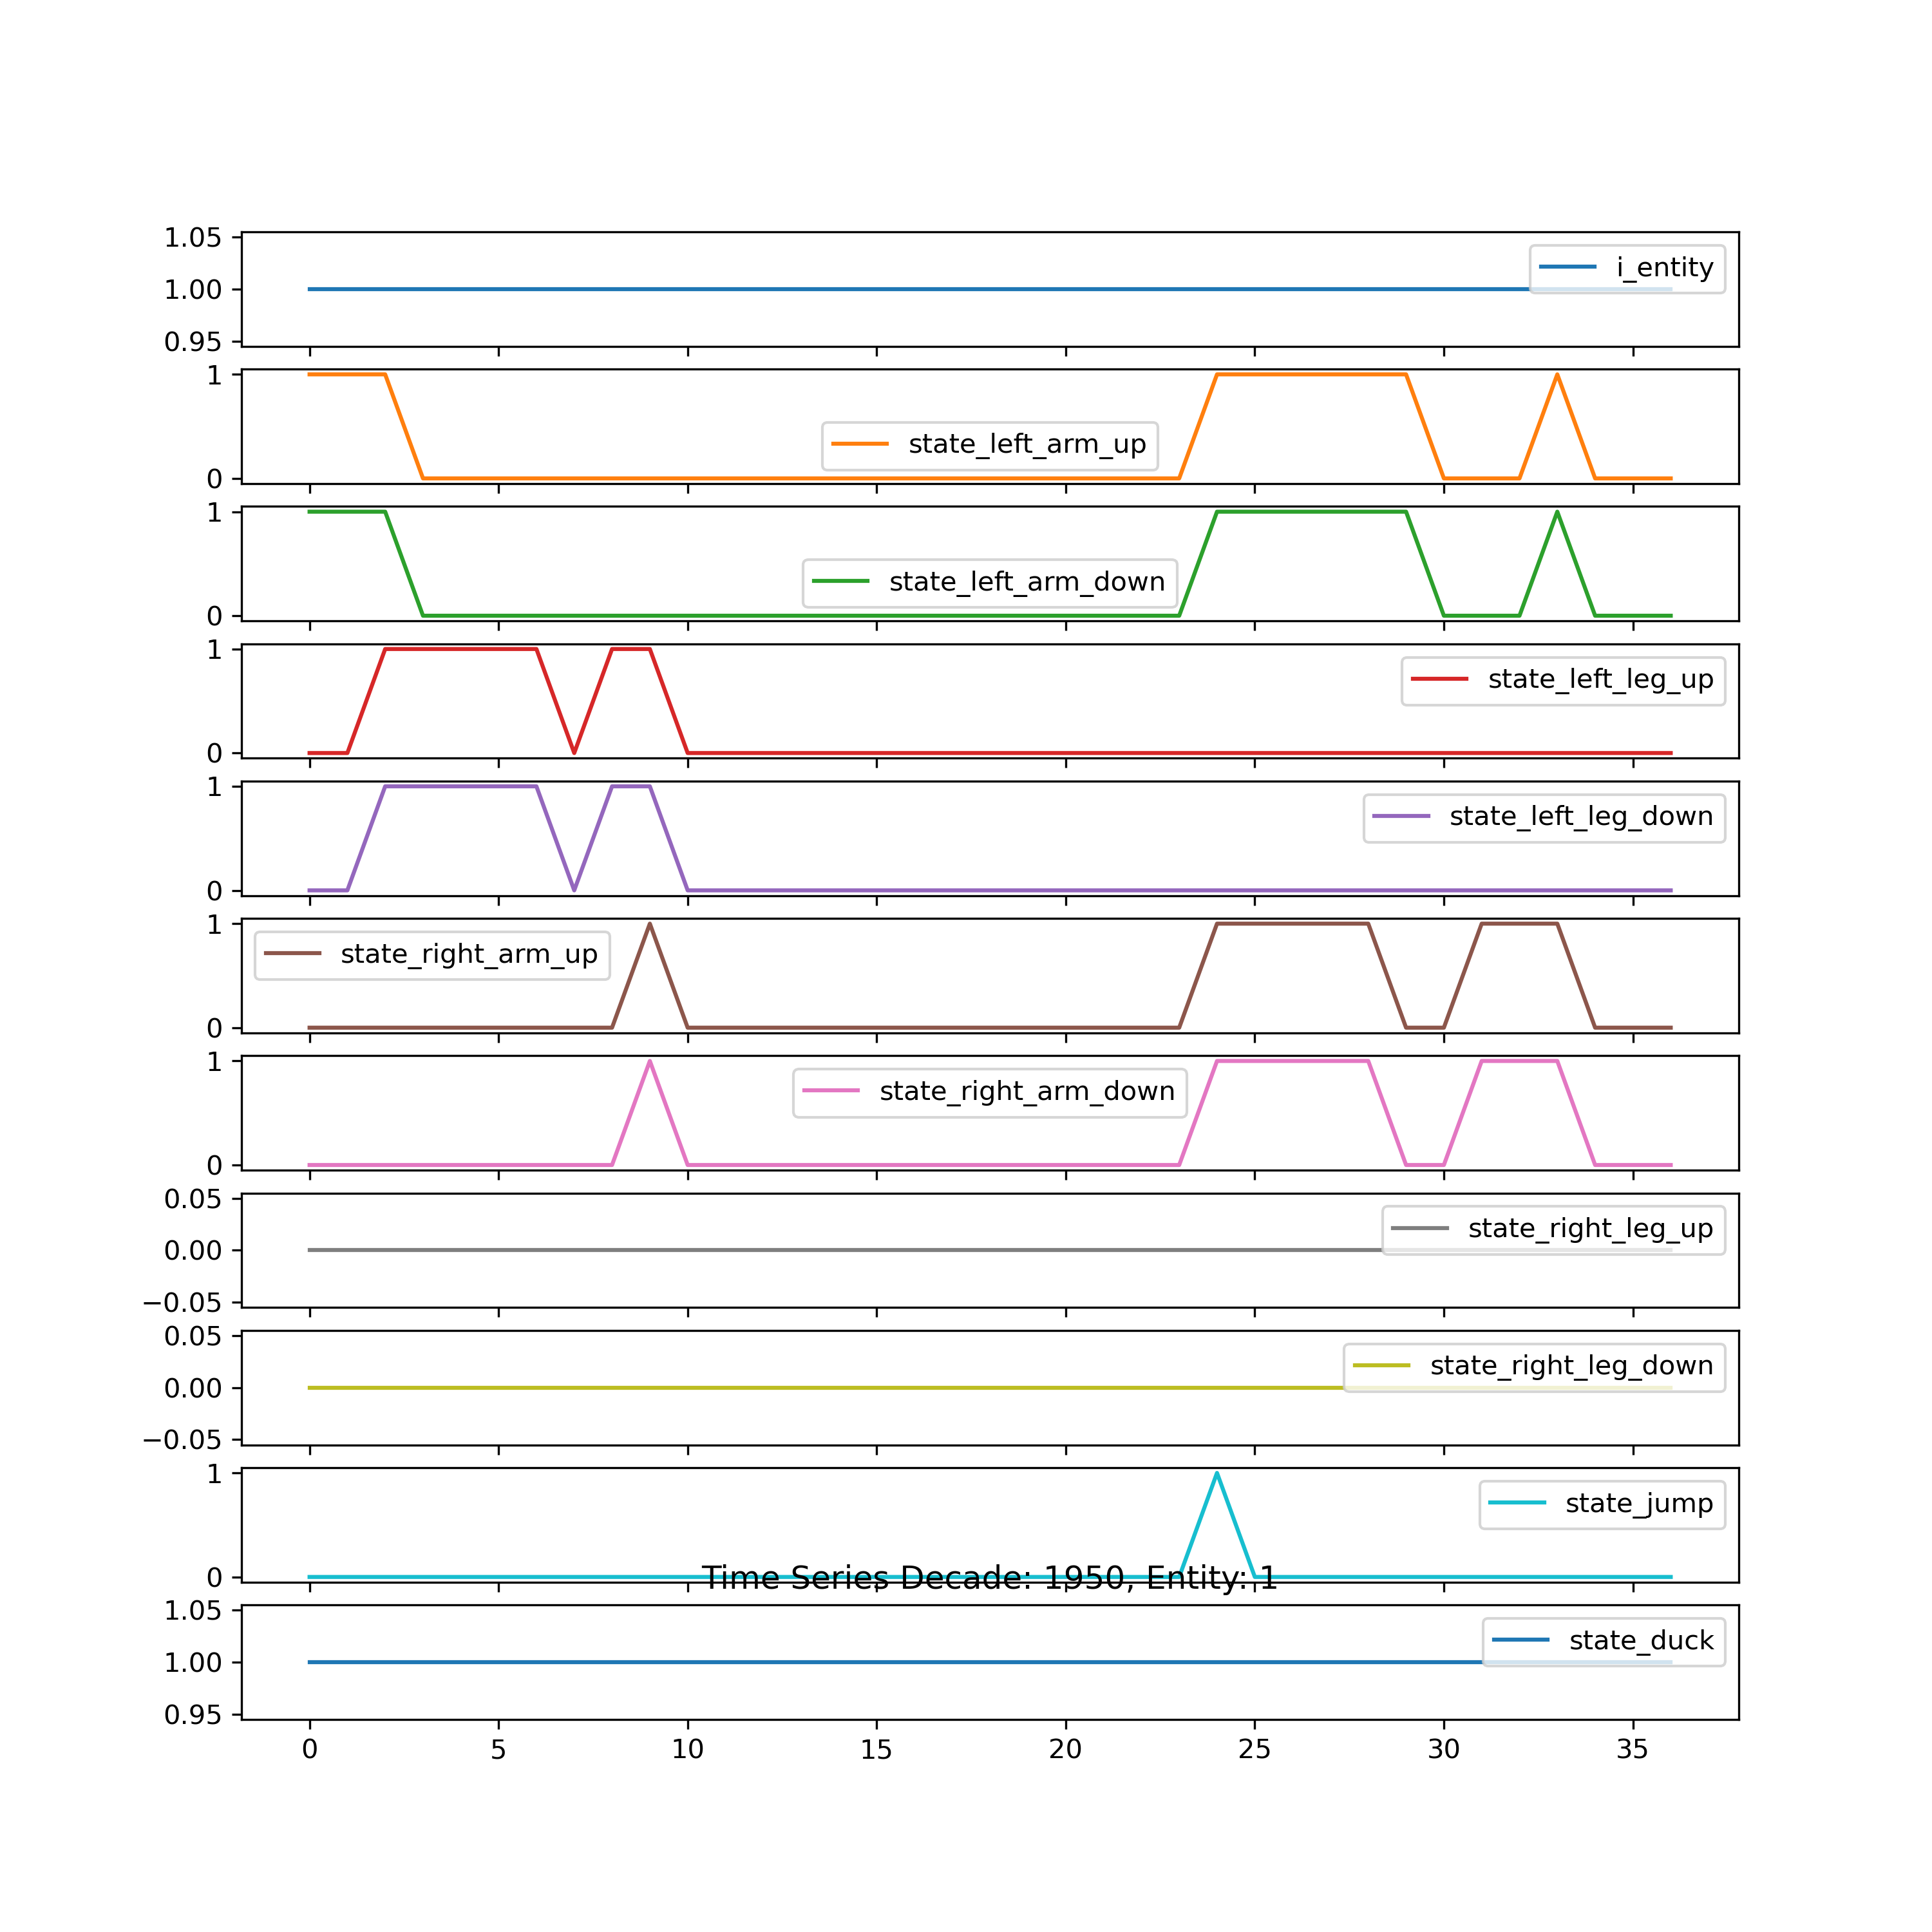 1.05
1.00
0.95
i_entity
1
0
state_left_arm_up
1
0
state_left_arm_down
1
0
state_left_leg_up
1
0
state_left_leg_down
1
0
state_right_arm_up
1
0
state_right_arm_down
0.05
0.00
−0.05
state_right_leg_up
0.05
0.00
−0.05
state_right_leg_down
1
0
state_jump
Time Series Decade: 1950, Entity: 1
1.05
1.00
0.95
state_duck
0 5 10 15 20 25 30 35